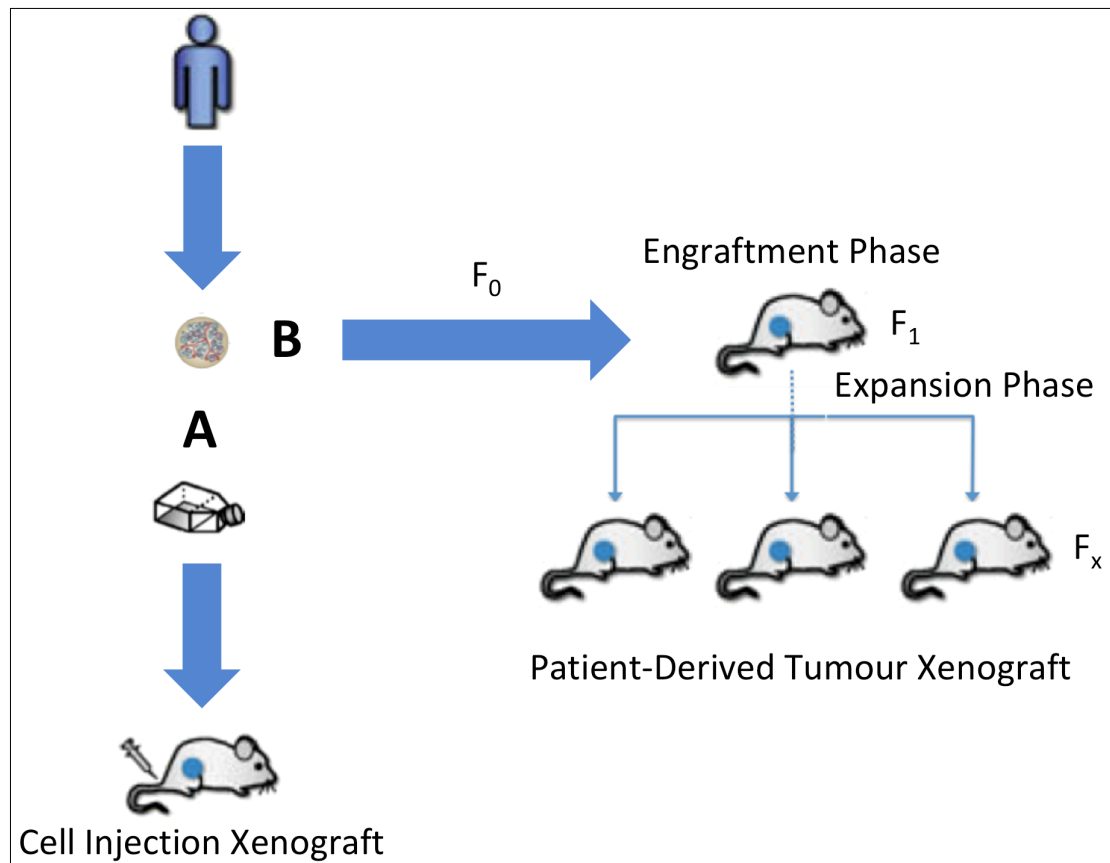 Engraftment Phase
F₀
B
F₁
Expansion Phase
A
Fₓ
Patient-Derived Tumour Xenograft
Cell Injection Xenograft